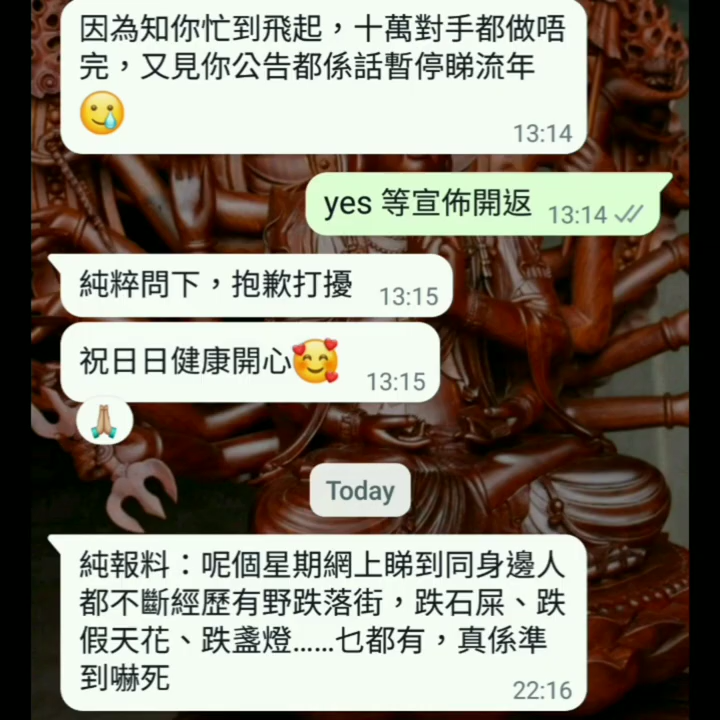 因為知你忙到飛起，十萬對手都做唔
完，又見你公告都係話暫停睇流年
🥲
13:14
yes 等宣佈開返 13:14
純粹問下，抱歉打擾 13:15
祝日日健康開心🥰 13:15
🙏🏼
Today
純報料：呢個星期網上睇到同身邊人
都不斷經歷有野跌落街，跌石屎、跌
假天花、跌盞燈......乜都有，真係準
到嚇死
22:16